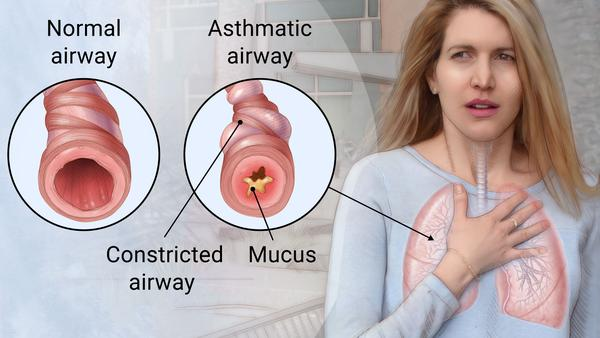 Normal
airway
Asthmatic
airway
Constricted
airway
Mucus